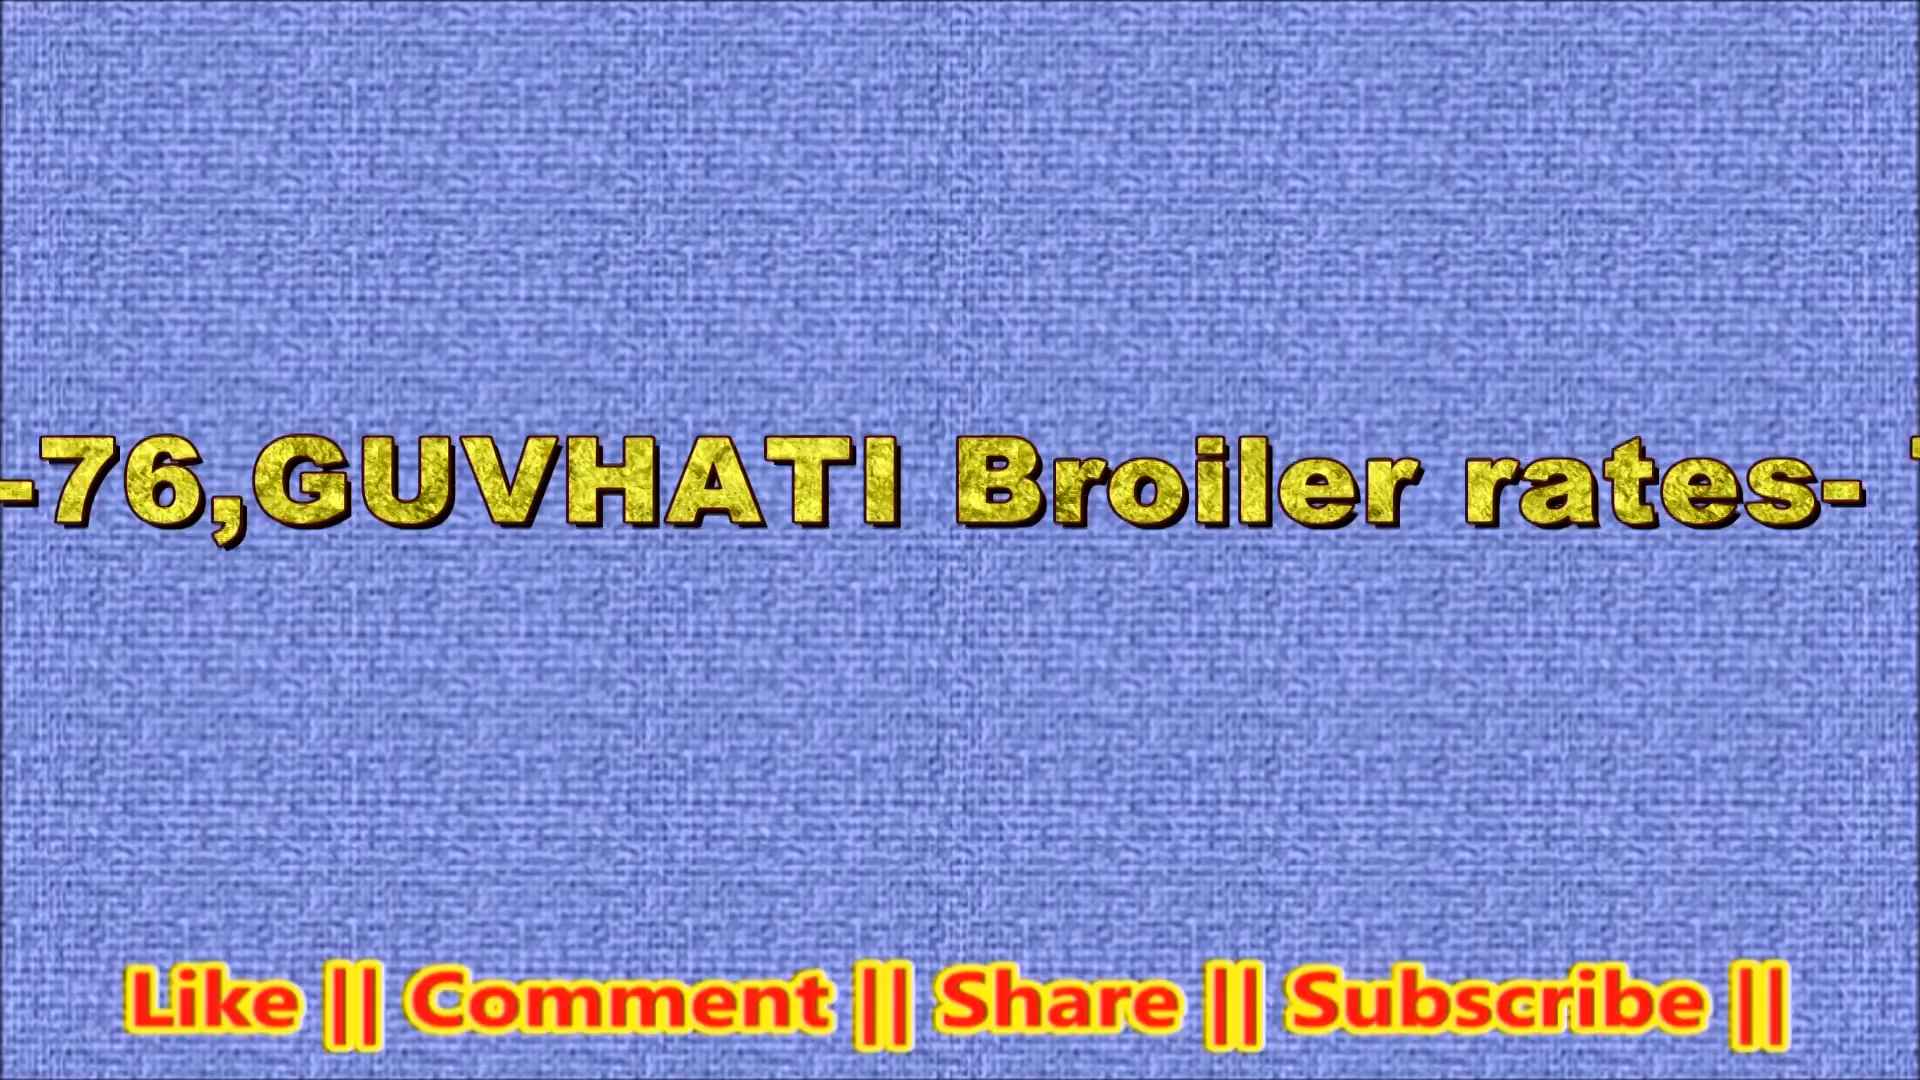 -76,GUVHATI Broiler rates-
Like || Comment || Share || Subscribe ||